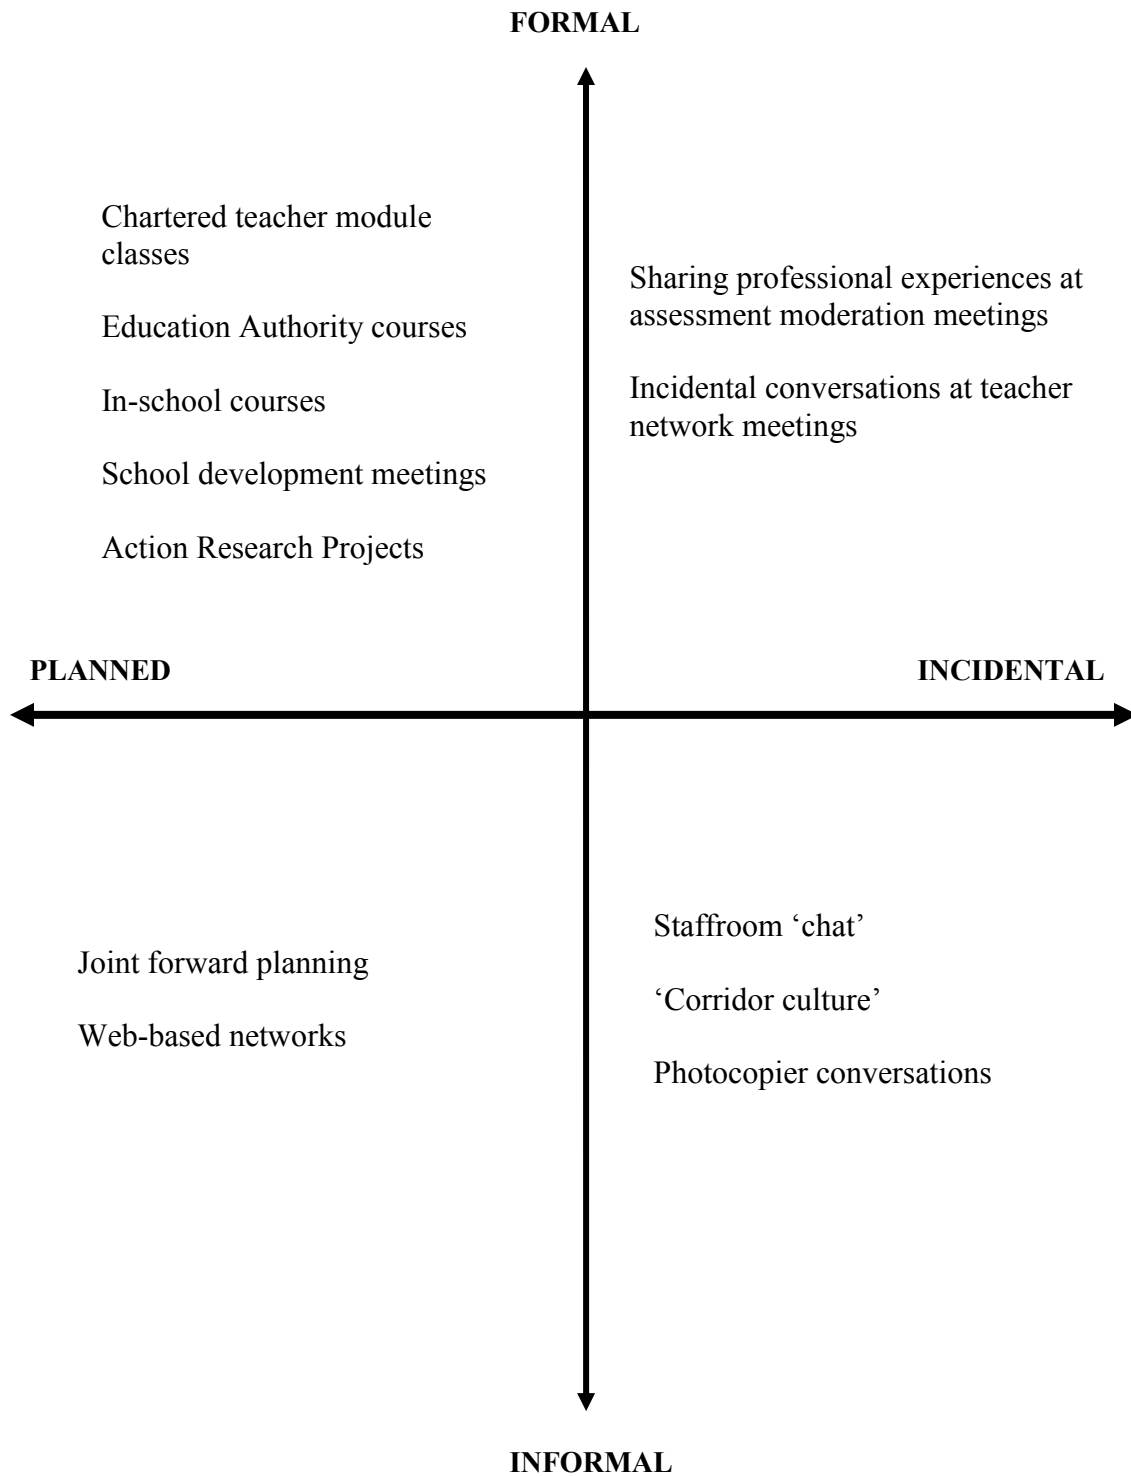 FORMAL
Chartered teacher module
classes
Education Authority courses
In-school courses
School development meetings
Action Research Projects
Sharing professional experiences at
assessment moderation meetings
Incidental conversations at teacher
network meetings
PLANNED
INCIDENTAL
Joint forward planning
Web-based networks
Staffroom ‘chat’
‘Corridor culture’
Photocopier conversations
INFORMAL